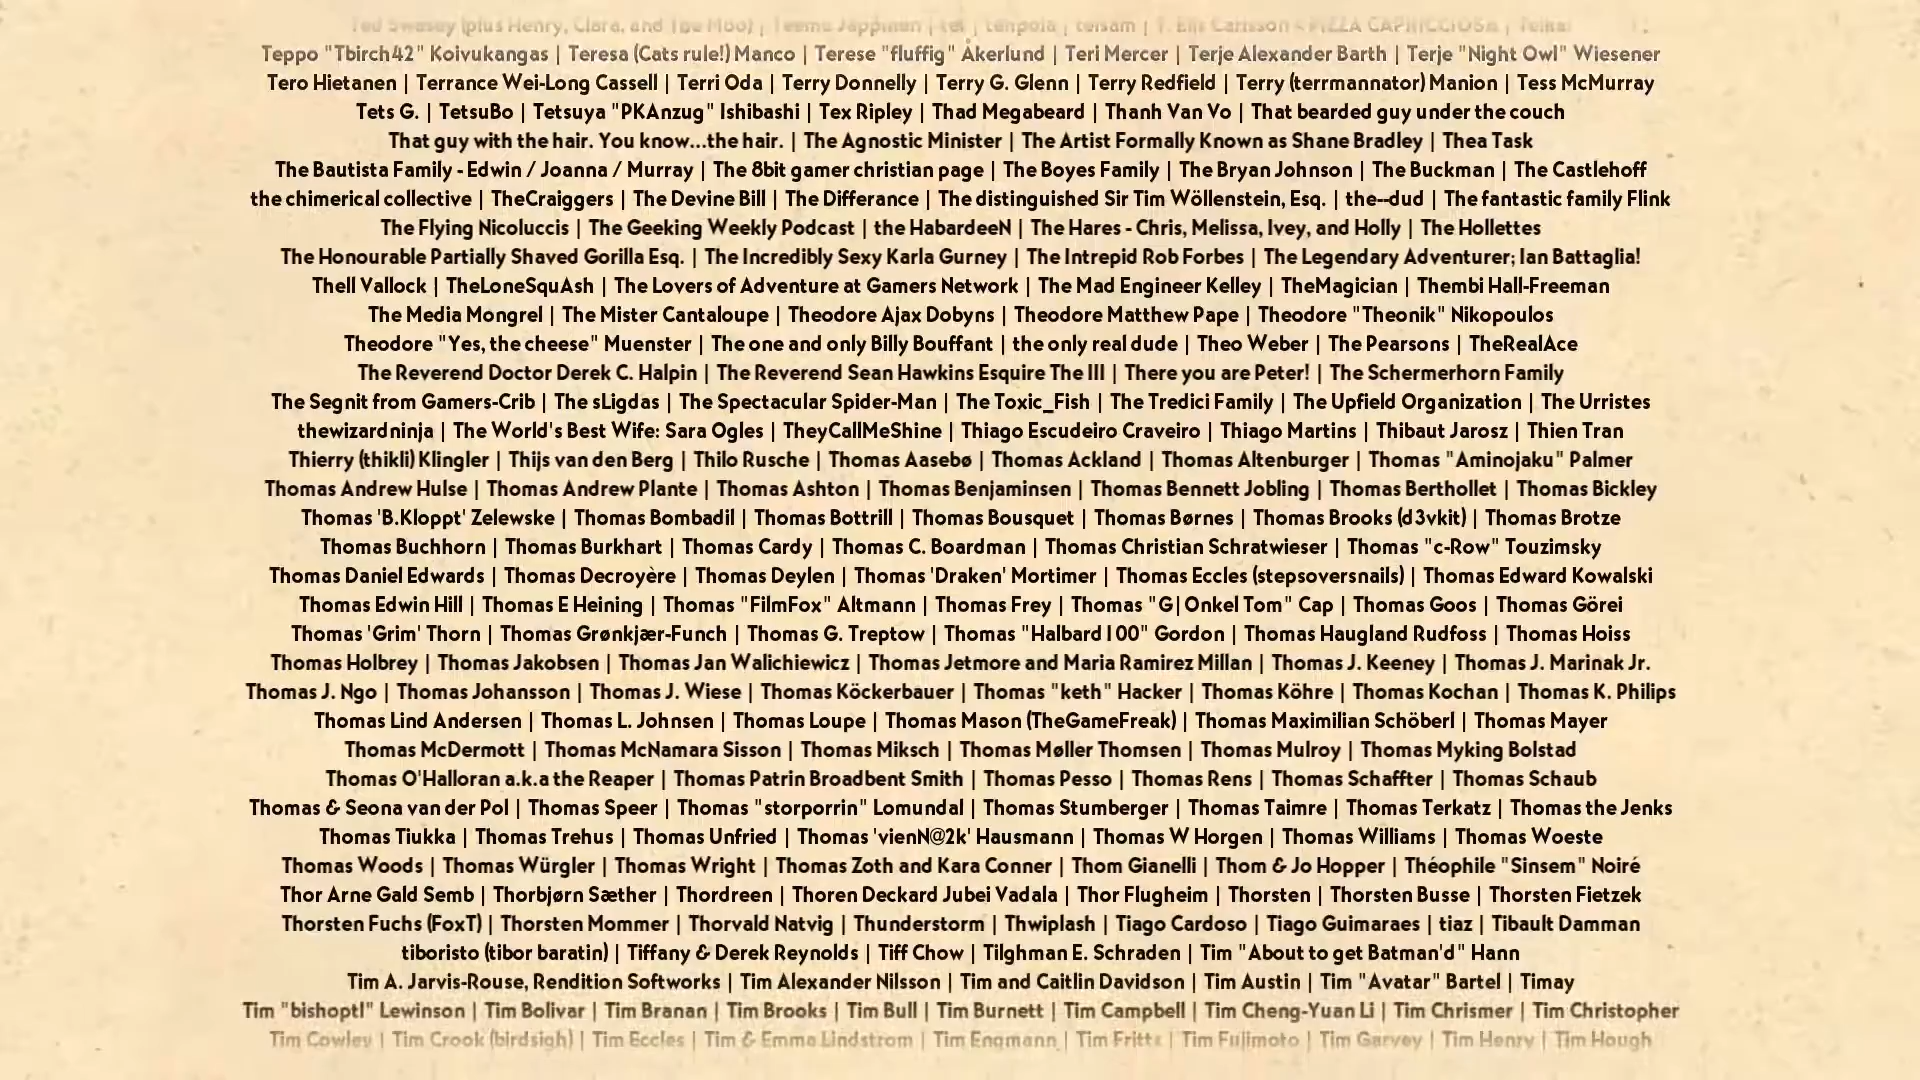 Ted Swasey (plus Henry, Clara, and Tpu Moo) | Teemu Jappinen | tel | tenpola | teisam | T. Elis Carlsson - PIZZA CAPRICCIOSA |
Teppo "Tbirch42" Koivukangas | Teresa (Cats rule!) Manco | Terese "fluffig" Åkerlund | Teri Mercer | Terje Alexander Barth | Terje "Night Owl" Wiesener
Tero Hietanen | Terrance Wei-Long Cassell | Terri Oda | Terry Donnelly | Terry G. Glenn | Terry Redfield | Terry (terrmannator) Manion | Tess McMurray
Tets G. | TetsuBo | Tetsuya "PKAnzug" Ishibashi | Tex Ripley | Thad Megabeard | Thanh Van Vo | That bearded guy under the couch
That guy with the hair. You know...the hair. | The Agnostic Minister | The Artist Formally Known as Shane Bradley | Thea Task
The Bautista Family - Edwin / Joanna / Murray | The 8bit gamer christian page | The Boyes Family | The Bryan Johnson | The Buckman | The Castlehoff
the chimerical collective | TheCraiggers | The Devine Bill | The Differance | The distinguished Sir Tim Wöllenstein, Esq. | the--dud | The fantastic family Flink
The Flying Nicoluccis | The Geeking Weekly Podcast | the HabardeeN | The Hares - Chris, Melissa, Ivey, and Holly | The Hollettes
The Honourable Partially Shaved Gorilla Esq. | The Incredibly Sexy Karla Gurney | The Intrepid Rob Forbes | The Legendary Adventurer; Ian Battaglia!
Thell Vallock | TheLoneSquAsh | The Lovers of Adventure at Gamers Network | The Mad Engineer Kelley | TheMagician | Thembi Hall-Freeman
The Media Mongrel | The Mister Cantaloupe | Theodore Ajax Dobyns | Theodore Matthew Pape | Theodore "Theonik" Nikopoulos
Theodore "Yes, the cheese" Muenster | The one and only Billy Bouffant | the only real dude | Theo Weber | The Pearsons | TheRealAce
The Reverend Doctor Derek C. Halpin | The Reverend Sean Hawkins Esquire The III | There you are Peter! | The Schermerhorn Family
The Segnit from Gamers-Crib | The sLigdas | The Spectacular Spider-Man | The Toxic_Fish | The Tredici Family | The Upfield Organization | The Urristes
thewizardninja | The World's Best Wife: Sara Ogles | TheyCallMeShine | Thiago Escudeiro Craveiro | Thiago Martins | Thibaut Jarosz | Thien Tran
Thierry (thikli) Klingler | Thijs van den Berg | Thilo Rusche | Thomas Aasebø | Thomas Ackland | Thomas Altenburger | Thomas "Aminojaku" Palmer
Thomas Andrew Hulse | Thomas Andrew Plante | Thomas Ashton | Thomas Benjaminsen | Thomas Bennett Jobling | Thomas Berthollet | Thomas Bickley
Thomas 'B.Kloppt' Zelewske | Thomas Bombadil | Thomas Bottrill | Thomas Bousquet | Thomas Børnes | Thomas Brooks (d3vkit) | Thomas Brotze
Thomas Buchhorn | Thomas Burkhart | Thomas Cardy | Thomas C. Boardman | Thomas Christian Schratwieser | Thomas "c-Row" Touzimsky
Thomas Daniel Edwards | Thomas Decroyère | Thomas Deylen | Thomas 'Draken' Mortimer | Thomas Eccles (stepsoversnails) | Thomas Edward Kowalski
Thomas Edwin Hill | Thomas E Heining | Thomas "FilmFox" Altmann | Thomas Frey | Thomas "G|Onkel Tom" Cap | Thomas Goos | Thomas Görei
Thomas 'Grim' Thorn | Thomas Grønkjær-Funch | Thomas G. Treptow | Thomas "Halbard100" Gordon | Thomas Haugland Rudfoss | Thomas Hoiss
Thomas Holbrey | Thomas Jakobsen | Thomas Jan Walichiewicz | Thomas Jetmore and Maria Ramirez Millan | Thomas J. Keeney | Thomas J. Marinak Jr.
Thomas J. Ngo | Thomas Johansson | Thomas J. Wiese | Thomas Köckerbauer | Thomas "keth" Hacker | Thomas Köhre | Thomas Kochan | Thomas K. Philips
Thomas Lind Andersen | Thomas L. Johnsen | Thomas Loupe | Thomas Mason (TheGameFreak) | Thomas Maximilian Schöberl | Thomas Mayer
Thomas McDermott | Thomas McNamara Sisson | Thomas Miksch | Thomas Møller Thomsen | Thomas Mulroy | Thomas Myking Bolstad
Thomas O'Halloran a.k.a the Reaper | Thomas Patrin Broadbent Smith | Thomas Pesso | Thomas Rens | Thomas Schaffter | Thomas Schaub
Thomas & Seona van der Pol | Thomas Speer | Thomas "storporrin" Lomundal | Thomas Stumberger | Thomas Taimre | Thomas Terkatz | Thomas the Jenks
Thomas Tiukka | Thomas Trehus | Thomas Unfried | Thomas 'vienN@2k' Hausmann | Thomas W Horgen | Thomas Williams | Thomas Woeste
Thomas Woods | Thomas Würgler | Thomas Wright | Thomas Zoth and Kara Conner | Thom Gianelli | Thom & Jo Hopper | Théophile "Sinsem" Noiré
Thor Arne Gald Semb | Thorbjørn Sæther | Thordreen | Thoren Deckard Jubei Vadala | Thor Flugheim | Thorsten | Thorsten Busse | Thorsten Fietzek
Thorsten Fuchs (FoxT) | Thorsten Mommer | Thorvald Natvig | Thunderstorm | Thwiplash | Tiago Cardoso | Tiago Guimaraes | tiaz | Tibault Damman
tiboristo (tibor baratin) | Tiffany & Derek Reynolds | Tiff Chow | Tilghman E. Schraden | Tim "About to get Batman'd" Hann
Tim A. Jarvis-Rouse, Rendition Softworks | Tim Alexander Nilsson | Tim and Caitlin Davidson | Tim Austin | Tim "Avatar" Bartel | Timay
Tim "bishoptl" Lewinson | Tim Bolivar | Tim Branan | Tim Brooks | Tim Bull | Tim Burnett | Tim Campbell | Tim Cheng-Yuan Li | Tim Chrismer | Tim Christopher
Tim Cowley | Tim Crook (birdsigh) | Tim Eccles | Tim & Emma Lindstrom | Tim Engmann | Tim Fritts | Tim Fujimoto | Tim Garvey | Tim Henry | Tim Hough